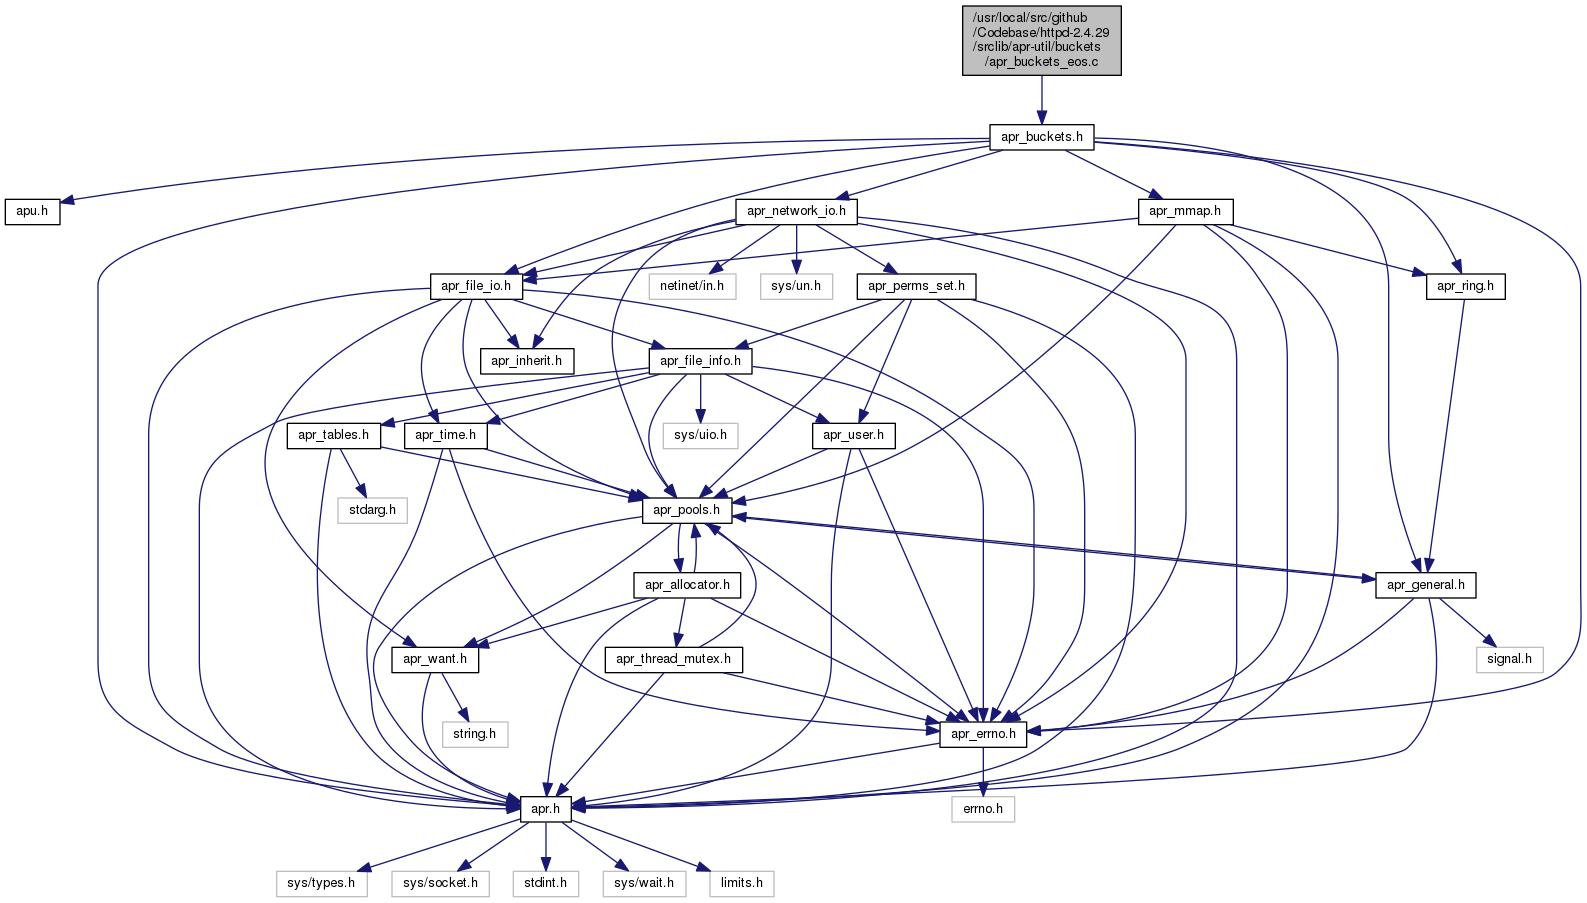 /usr/local/src/github
/Codebase/httpd-2.4.29
/srclib/apr-util/buckets
/apr_buckets_eos.c
apr_buckets.h
apu.h
apr_network_io.h
apr_mmap.h
apr_file_io.h
netinet/in.h
sys/un.h
apr_perms_set.h
apr_ring.h
apr_inherit.h
apr_file_info.h
apr_tables.h
apr_time.h
sys/uio.h
apr_user.h
stdarg.h
apr_pools.h
apr_allocator.h
apr_general.h
apr_want.h
apr_thread_mutex.h
signal.h
string.h
apr_errno.h
apr.h
errno.h
sys/types.h
sys/socket.h
stdint.h
sys/wait.h
limits.h